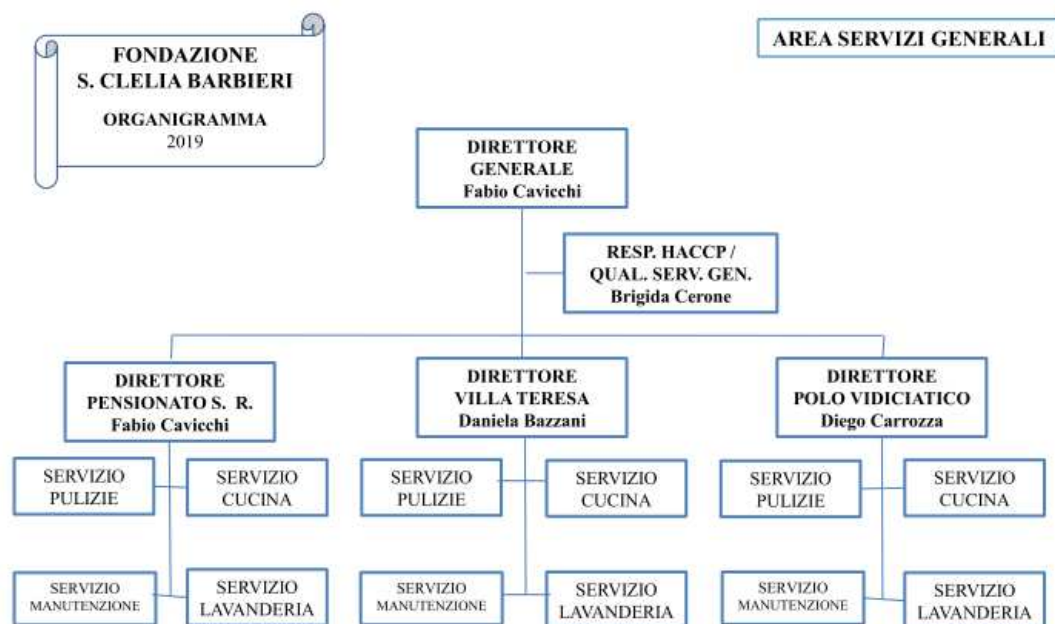 FONDAZIONE
S. CLELIA BARBIERI
ORGANIGRAMMA
2019
AREA SERVIZI GENERALI
DIRETTORE
GENERALE
Fabio Cavicchi
RESP. HACCP /
QUAL. SERV. GEN.
Brigida Cerone
DIRETTORE
PENSIONATO S. R.
Fabio Cavicchi
DIRETTORE
VILLA TERESA
Daniela Bazzani
DIRETTORE
POLO VIDICIATICO
Diego Carrozza
SERVIZIO
PULIZIE
SERVIZIO
CUCINA
SERVIZIO
PULIZIE
SERVIZIO
CUCINA
SERVIZIO
PULIZIE
SERVIZIO
CUCINA
SERVIZIO
MANUTENZIONE
SERVIZIO
LAVANDERIA
SERVIZIO
MANUTENZIONE
SERVIZIO
LAVANDERIA
SERVIZIO
MANUTENZIONE
SERVIZIO
LAVANDERIA